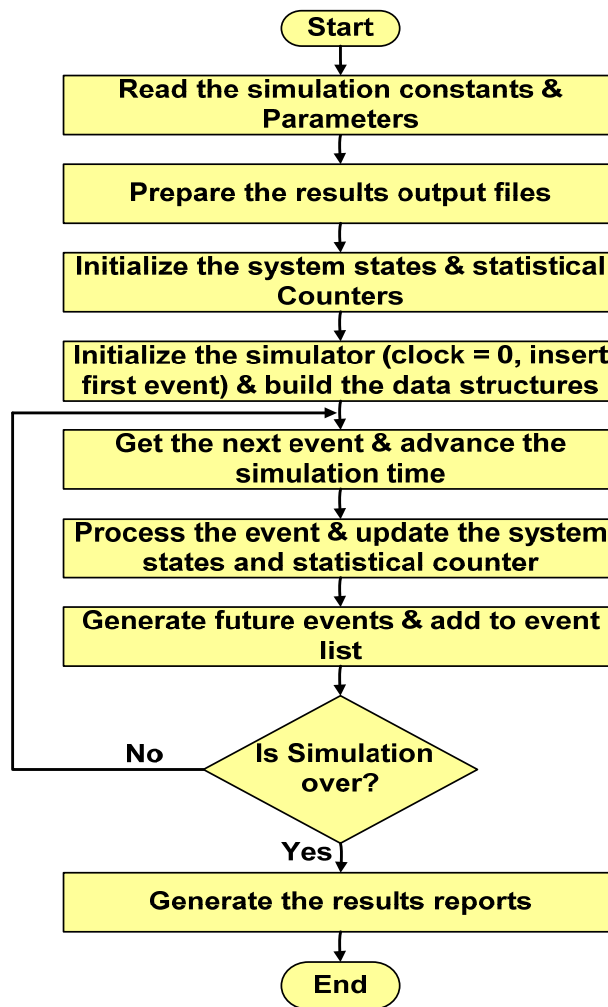 Start
Read the simulation constants &
Parameters
Prepare the results output files
Initialize the system states & statistical
Counters
Initialize the simulator (clock = 0, insert
first event) & build the data structures
Get the next event & advance the
simulation time
Process the event & update the system
states and statistical counter
Generate future events & add to event
list
Is Simulation
over?
No
Yes
Generate the results reports
End